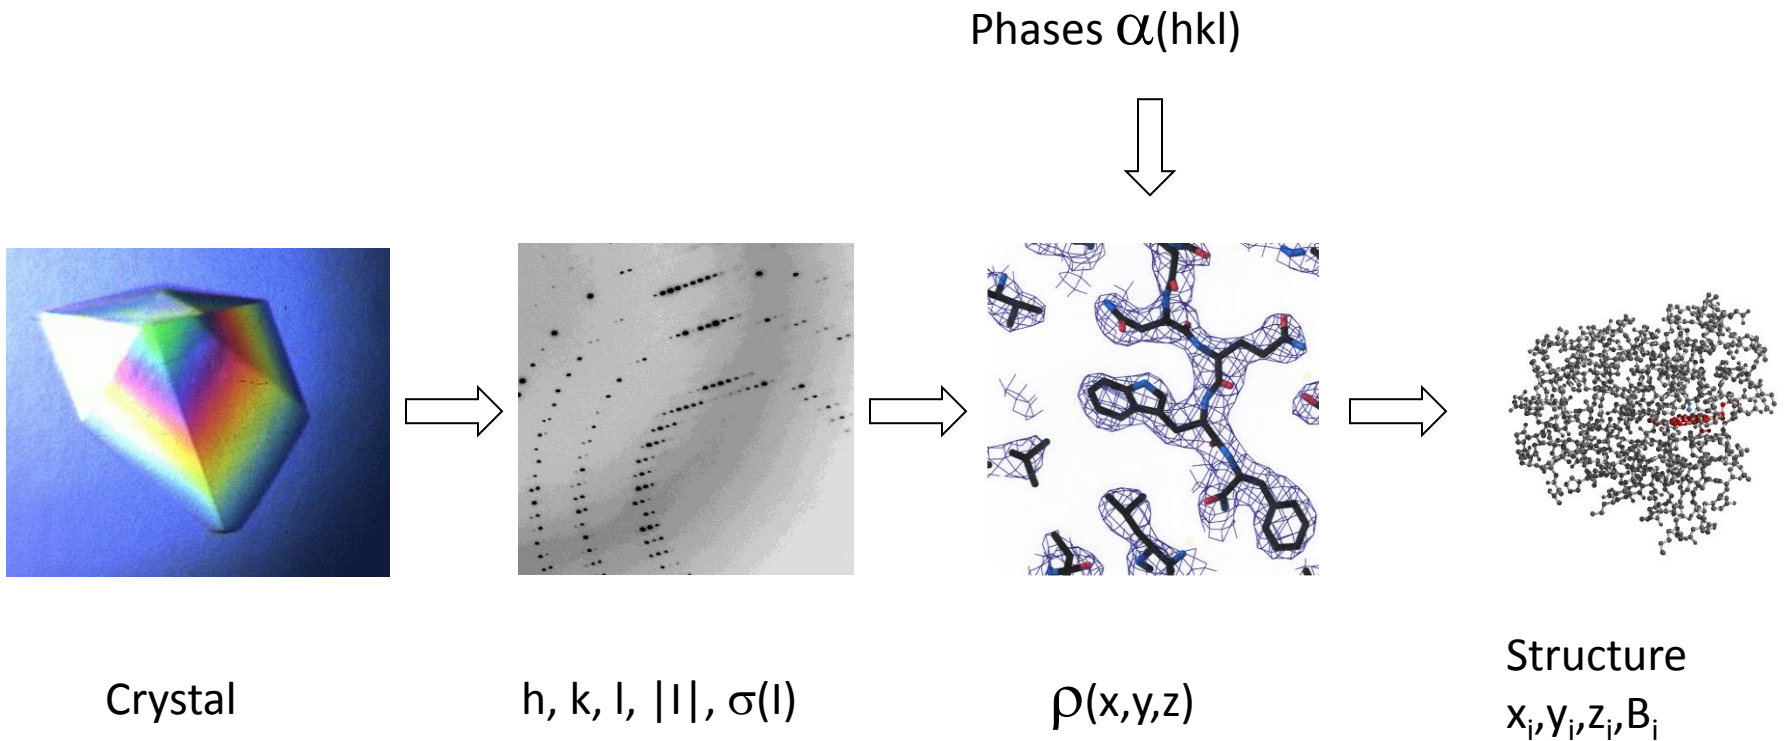 Phases α(hkl)
Crystal
h, k, l, |I|, σ(I)
ρ(x,y,z)
Structure
xᵢ,yᵢ,zᵢ,Bᵢ